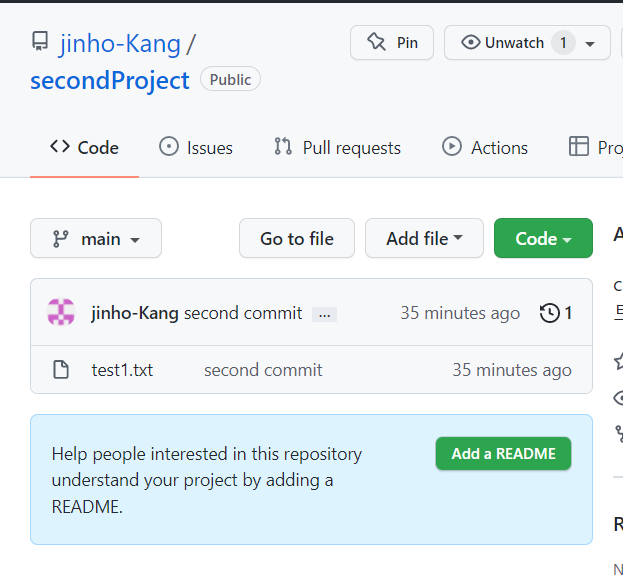 jinho-Kang /
secondProject Public
Pin
Unwatch 1
Code
Issues
Pull requests
Actions
main
Go to file
Add file
Code
jinho-Kang second commit ... 35 minutes ago 1
test1.txt second commit 35 minutes ago
Help people interested in this repository
understand your project by adding a
README.
Add a README